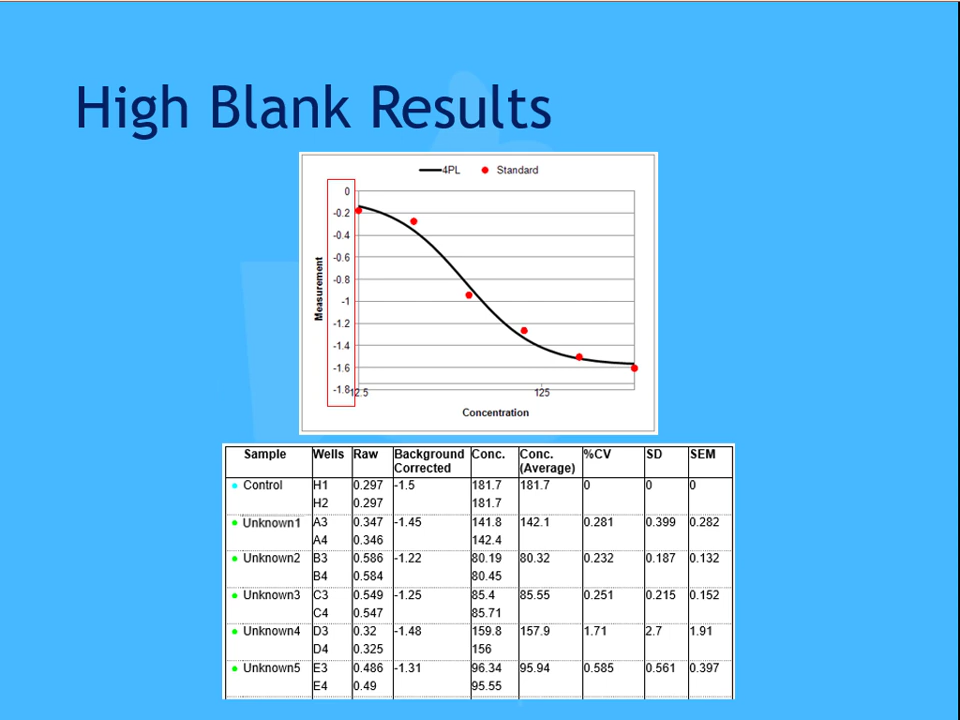 High Blank Results
4PL Standard
0
-0.2
-0.4
-0.6
-0.8
-1
-1.2
-1.4
-1.6
-1.8
Measurement
12.5 125
Concentration
Sample Wells Raw Background Corrected Conc. Conc. (Average) %CV SD SEM
Control H1 0.297 -1.5 181.7 181.7 0 0 0
H2 0.297 181.7
Unknown1 A3 0.347 -1.45 141.8 142.1 0.281 0.399 0.282
A4 0.346 142.4
Unknown2 B3 0.586 -1.22 80.19 80.32 0.232 0.187 0.132
B4 0.584 80.45
Unknown3 C3 0.549 -1.25 85.4 85.55 0.251 0.215 0.152
C4 0.547 85.71
Unknown4 D3 0.32 -1.48 159.8 157.9 1.71 2.7 1.91
D4 0.325 156
Unknown5 E3 0.486 -1.31 96.34 95.94 0.585 0.561 0.397
E4 0.49 95.55